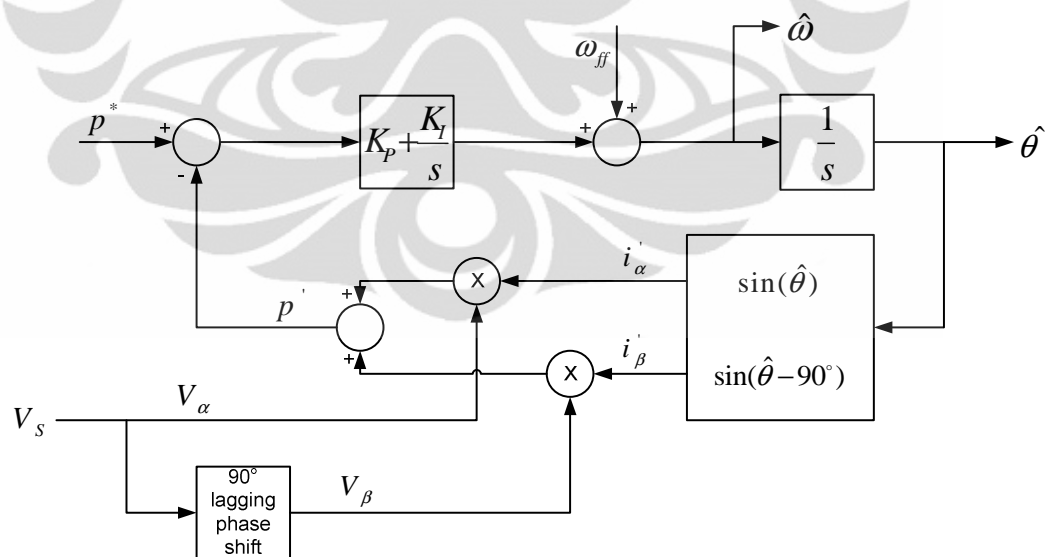 ω̂
ω_ff
p*
+
-
K_P + K_I/s
+
+
1/s
θ̂
i'_α
sin(θ̂)
x
+
p'
+
i'_β
sin(θ̂−90°)
x
V_α
V_S
90°
lagging
phase
shift
V_β